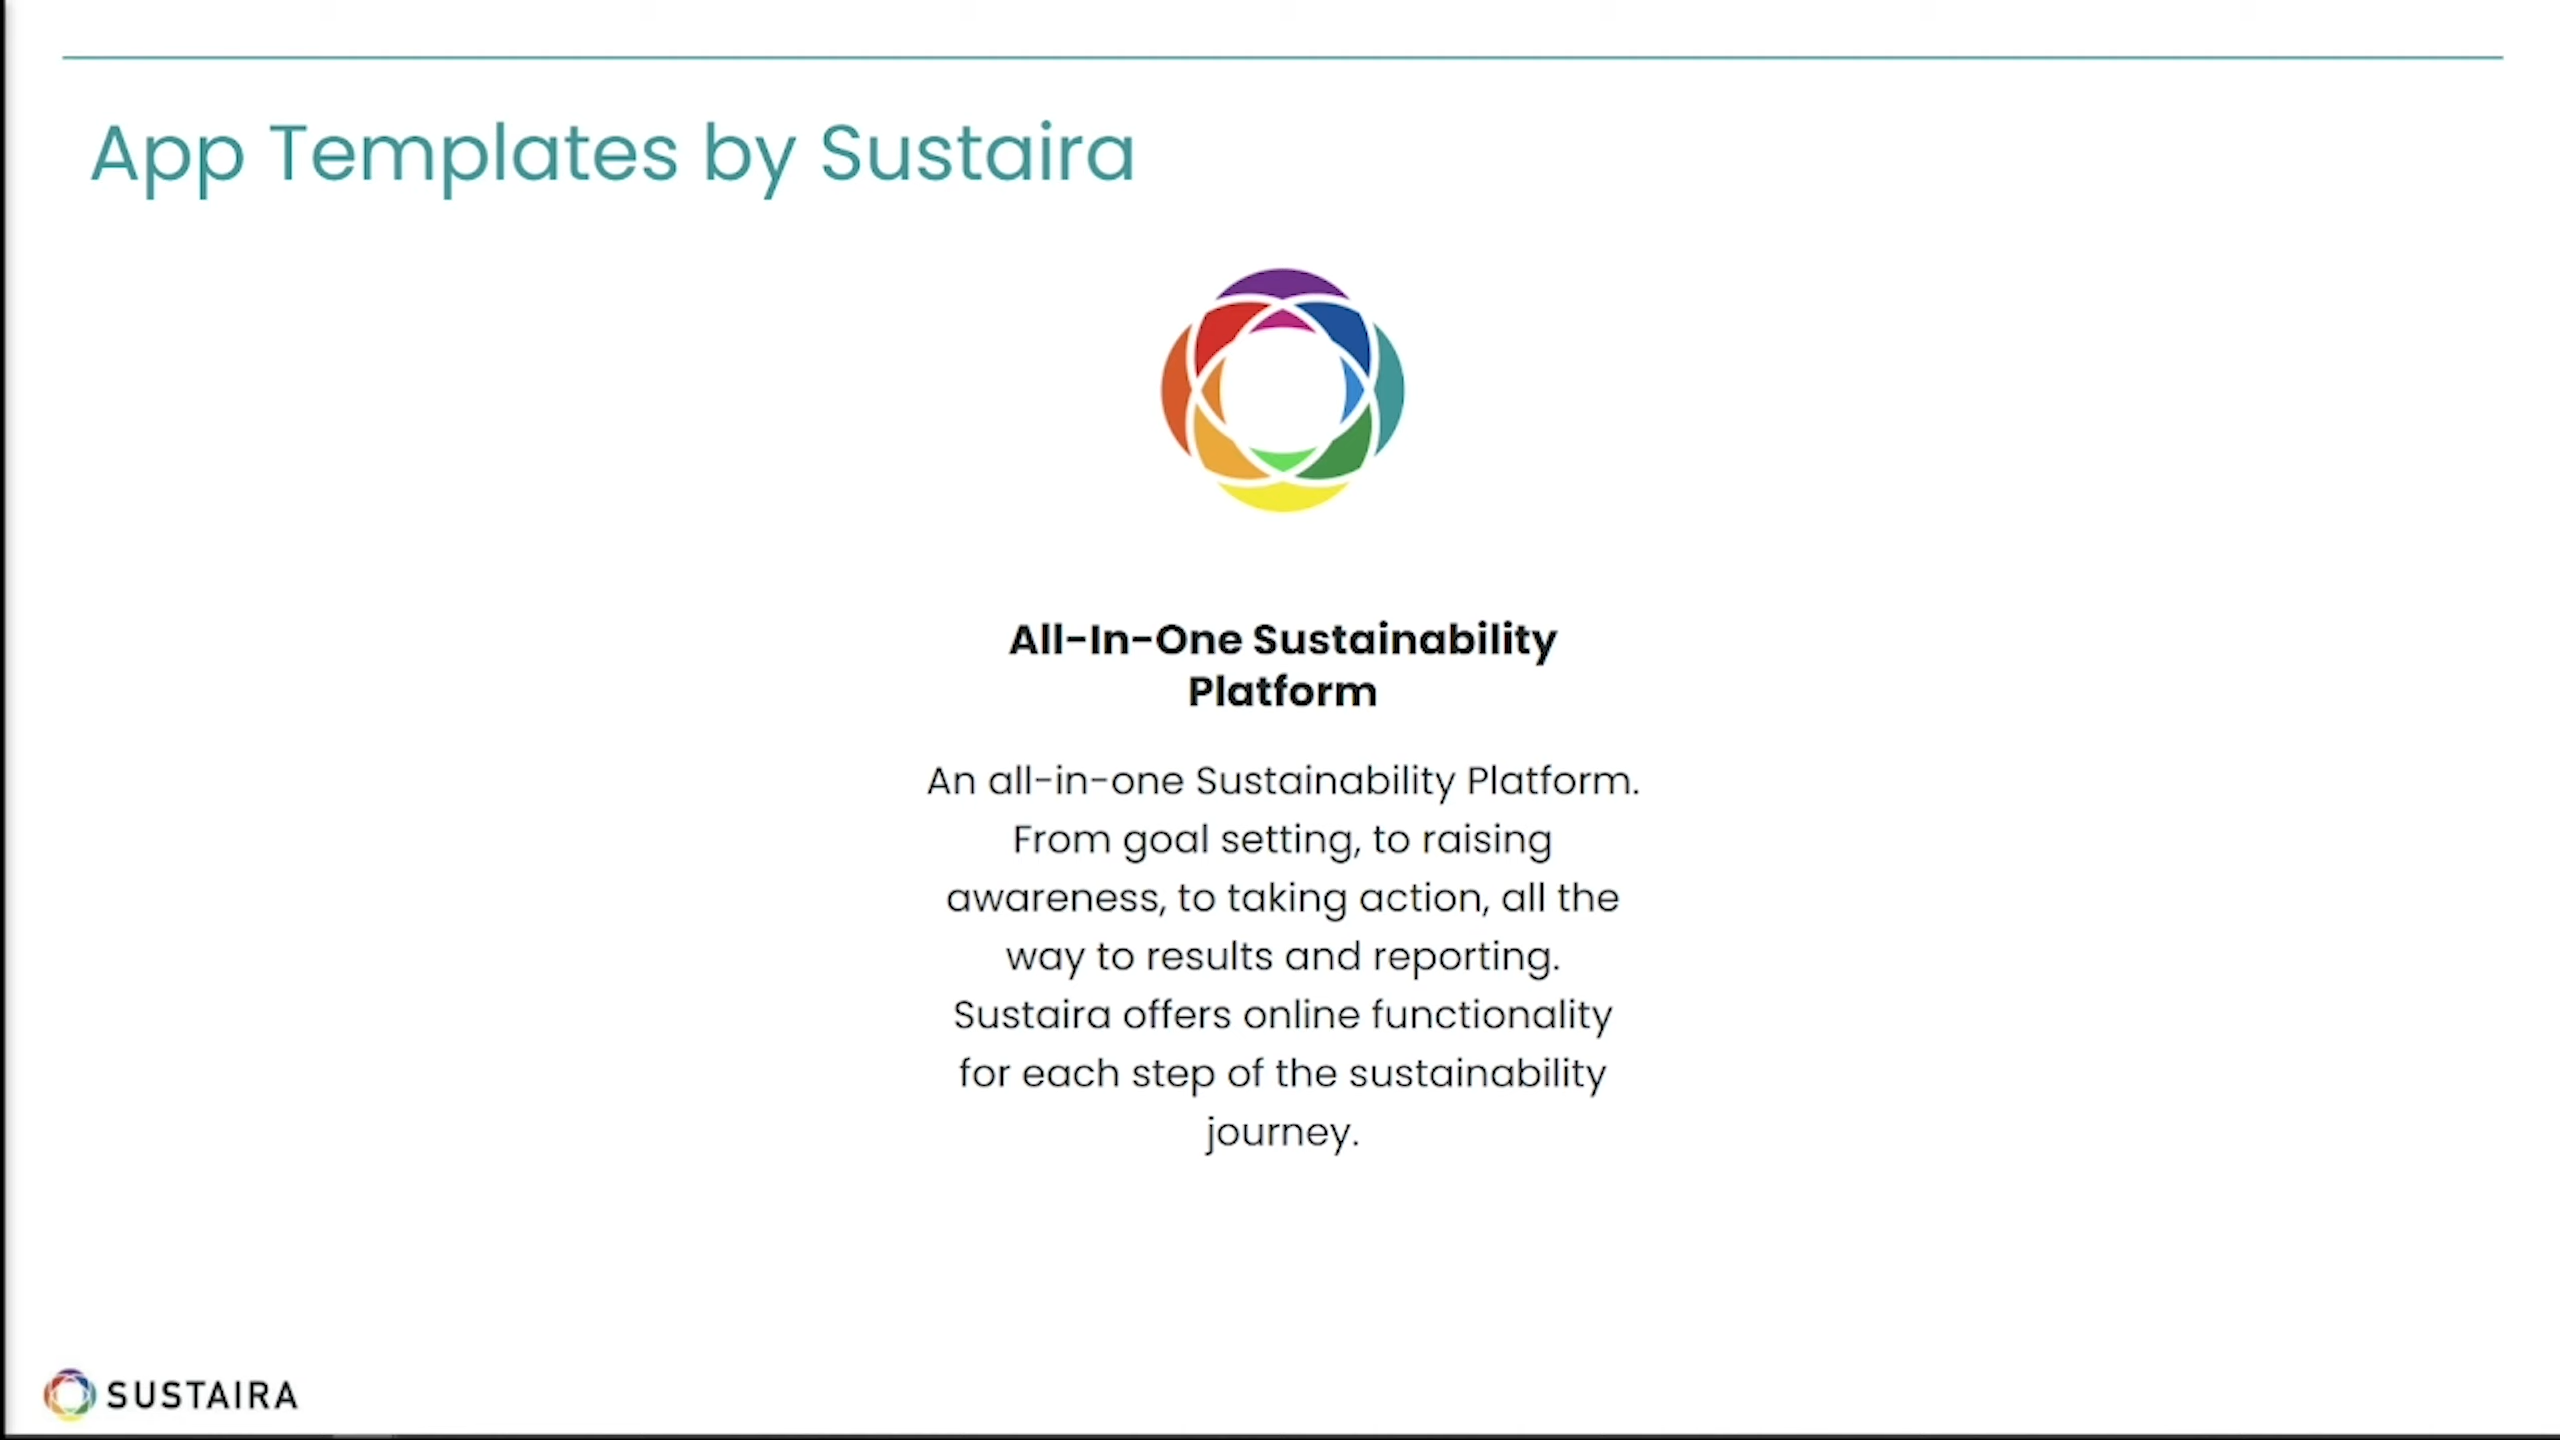 App Templates by Sustaira
All-In-One Sustainability
Platform
An all-in-one Sustainability Platform.
From goal setting, to raising
awareness, to taking action, all the
way to results and reporting.
Sustaira offers online functionality
for each step of the sustainability
journey.
SUSTAIRA